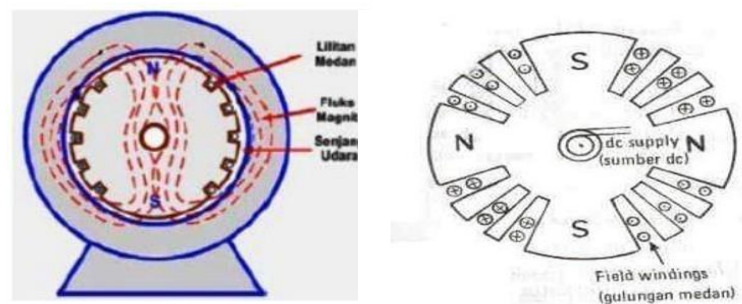 Lilitan
Medan
N
Fluks
Magnit
Senjang
Udara
S
S
N
N
dc supply
(sumber dc)
S
Field windings
(gulungan medan)